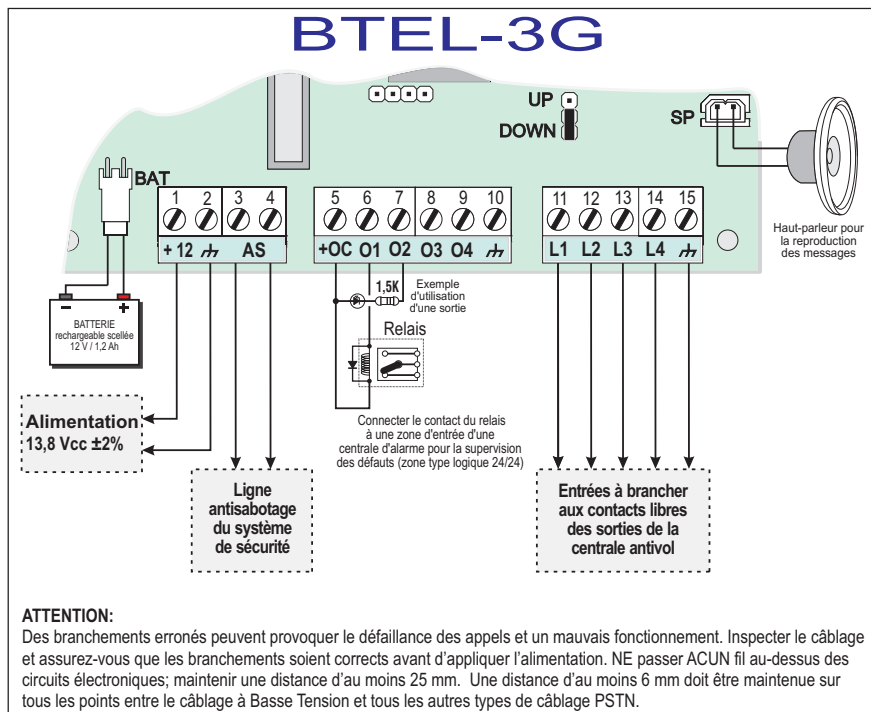 BTEL-3G
UP
DOWN
SP
BAT
1 2 3 4
5 6 7 8 9 10
11 12 13 14 15
+ 12 AS
+OC O1 O2 O3 O4
L1 L2 L3 L4
Haut-parleur pour
la reproduction
des messages
1,5K
Exemple
d'utilisation
d'une sortie
Relais
- +
BATTERIE
rechargeable scellée
12 V / 1,2 Ah
Alimentation
13,8 Vcc ±2%
Connecter le contact du relais
à une zone d'entrée d'une
centrale d'alarme pour la supervision
des défauts (zone type logique 24/24)
Ligne
antisabotage
du système
de sécurité
Entrées à brancher
aux contacts libres
des sorties de la
centrale antivol
ATTENTION:
Des branchements erronés peuvent provoquer le défaillance des appels et un mauvais fonctionnement. Inspecter le câblage
et assurez-vous que les branchements soient corrects avant d'appliquer l'alimentation. NE passer ACUN fil au-dessus des
circuits électroniques; maintenir une distance d'au moins 25 mm. Une distance d'au moins 6 mm doit être maintenue sur
tous les points entre le câblage à Basse Tension et tous les autres types de câblage PSTN.